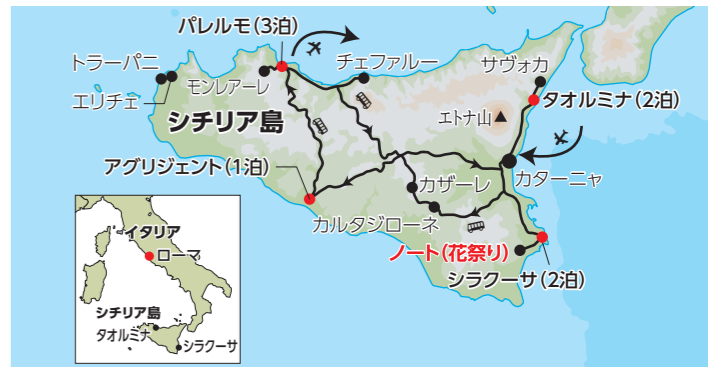 パレルモ（3泊）
トラーパニ
エリチェ
モンレアーレ
チェファルー
サヴォカ
シチリア島
エトナ山
タオルミナ（2泊）
アグリジェント（1泊）
カザーレ
カターニャ
カルタジローネ
ノート（花祭り）
シラクーサ（2泊）
イタリア
ローマ
シチリア島
タオルミナ
シラクーサ